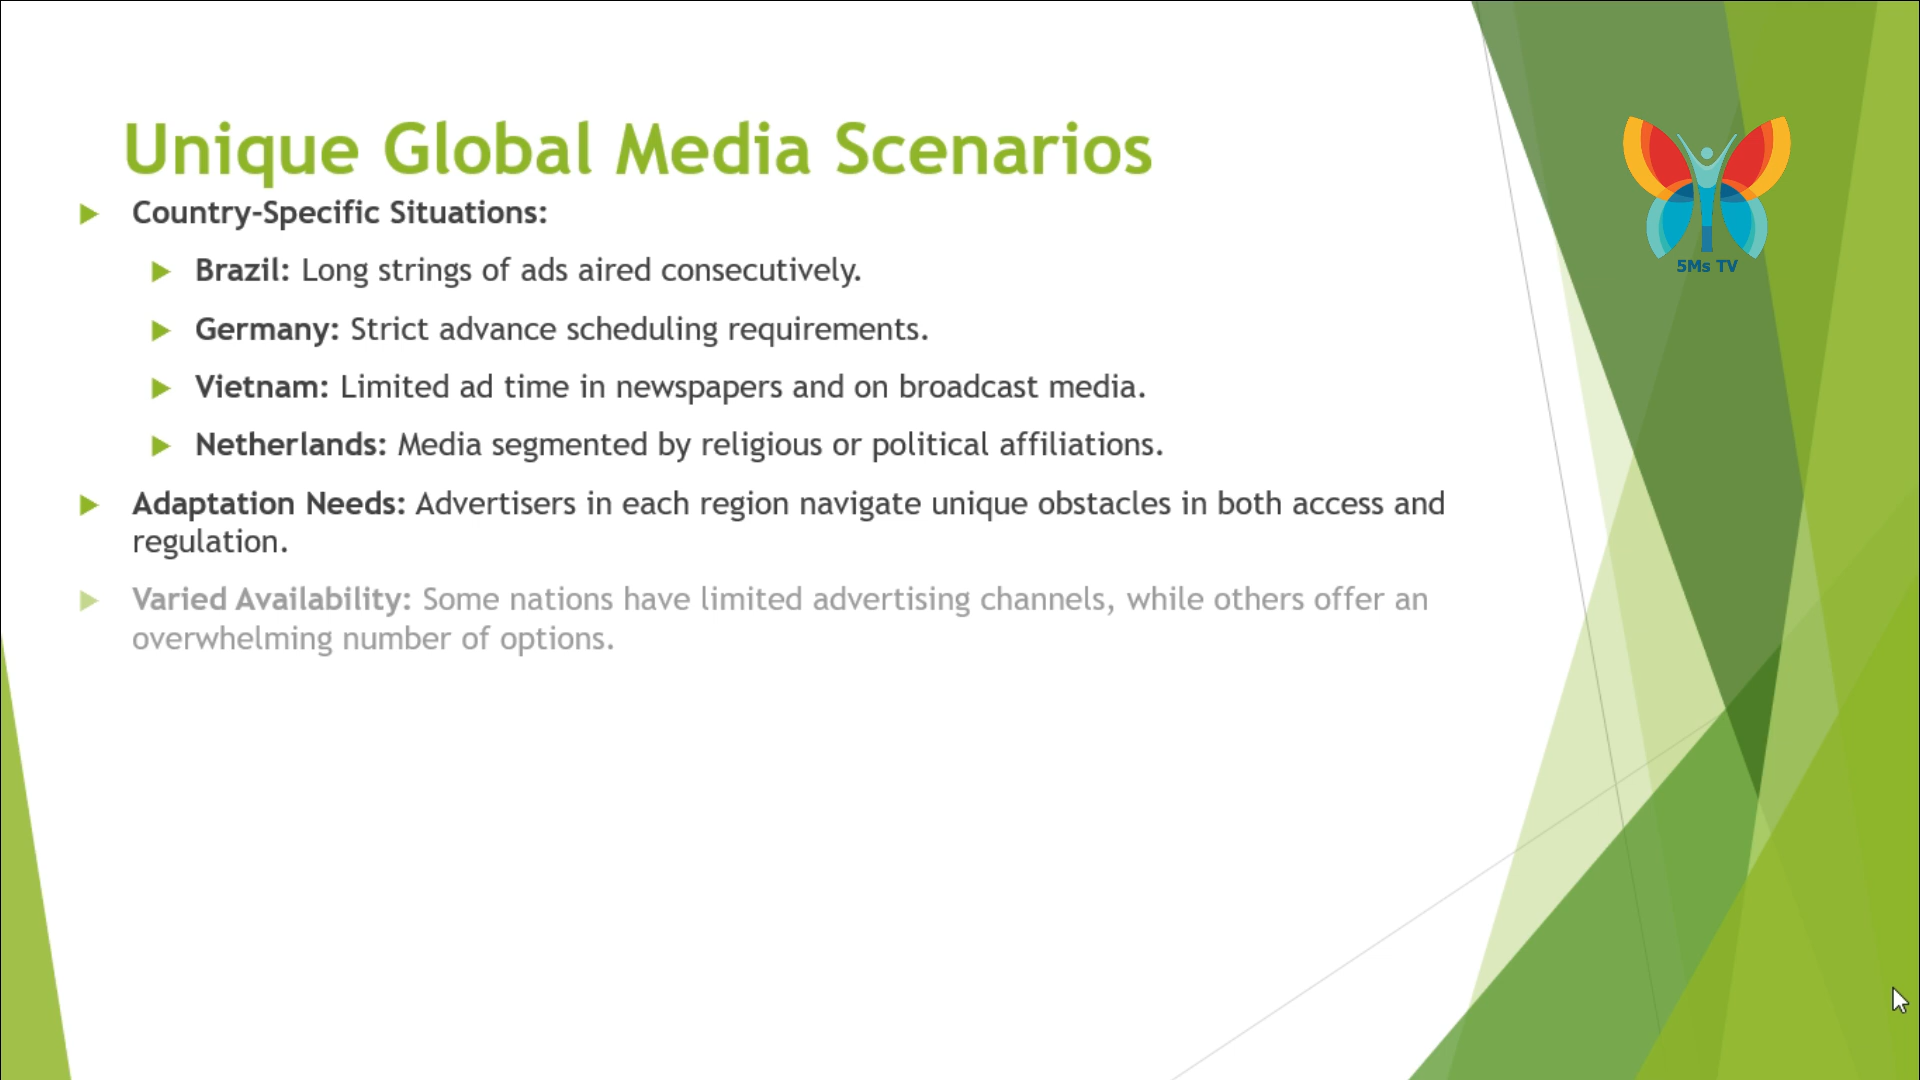 Unique Global Media Scenarios
Country-Specific Situations:
Brazil: Long strings of ads aired consecutively.
Germany: Strict advance scheduling requirements.
Vietnam: Limited ad time in newspapers and on broadcast media.
Netherlands: Media segmented by religious or political affiliations.
Adaptation Needs: Advertisers in each region navigate unique obstacles in both access and
regulation.
Varied Availability: Some nations have limited advertising channels, while others offer an
overwhelming number of options.
5Ms TV